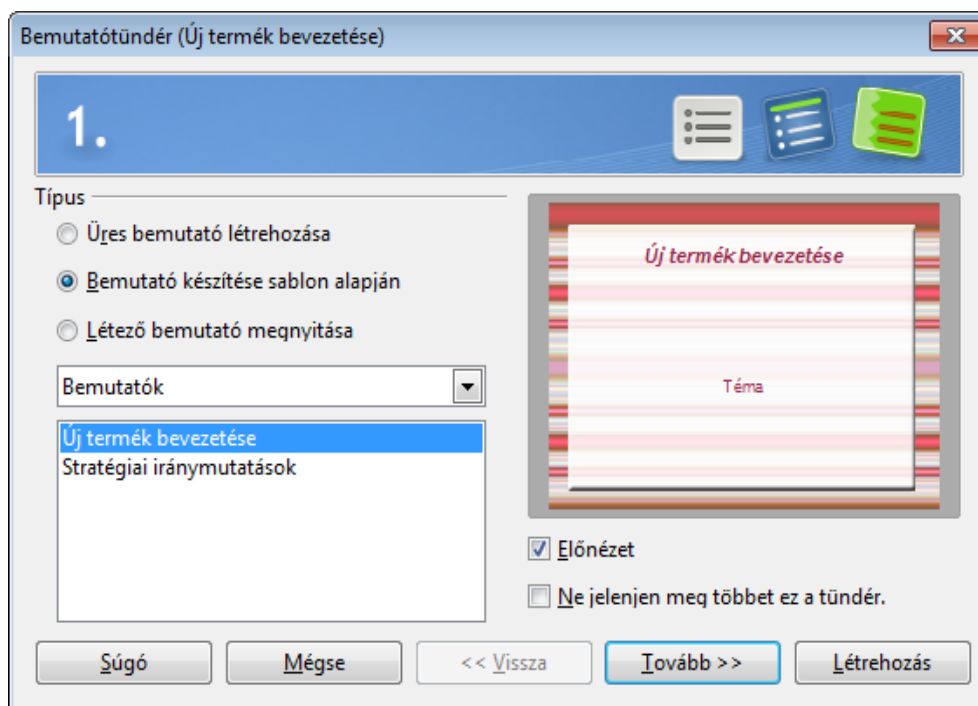 Bemutatótündér (Új termék bevezetése)
1.
Típus
Üres bemutató létrehozása
Bemutató készítése sablon alapján
Létező bemutató megnyitása
Bemutatók
Új termék bevezetése
Stratégiai iránymutatások
Új termék bevezetése
Téma
Előnézet
Ne jelenjen meg többet ez a tündér.
Súgó
Mégse
<< Vissza
Tovább >>
Létrehozás